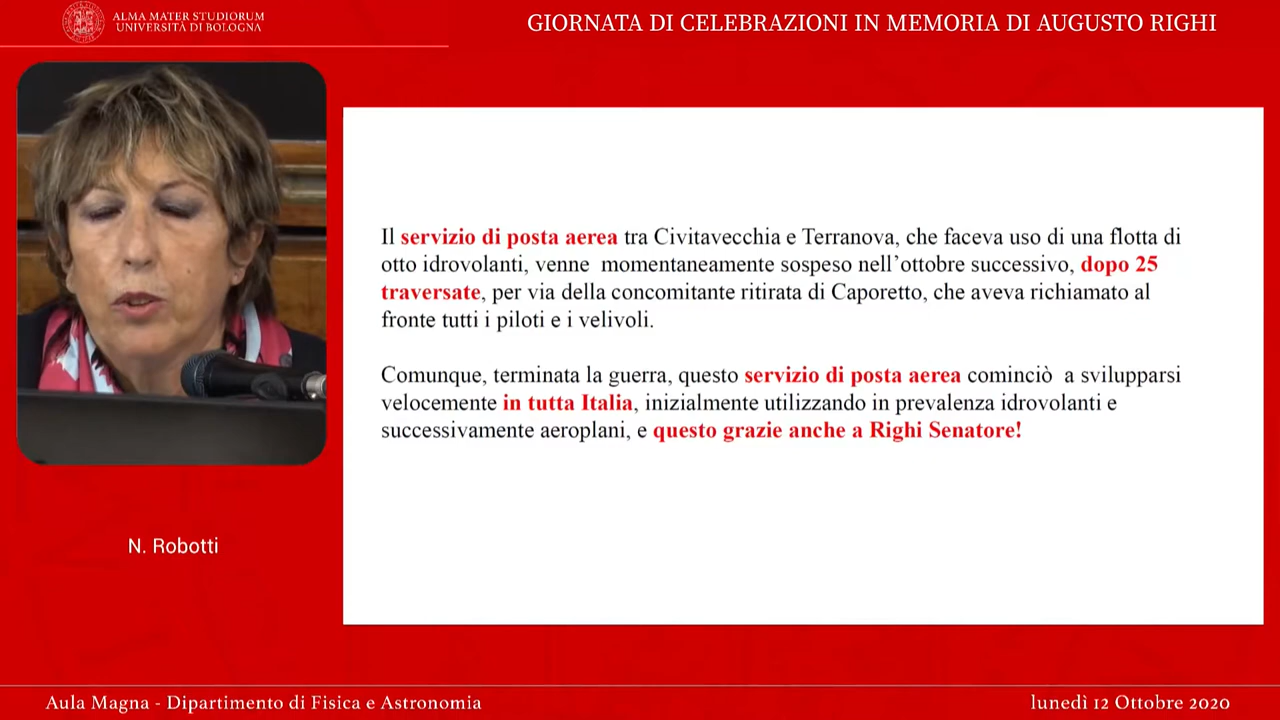 ALMA MATER STUDIORUM
UNIVERSITÀ DI BOLOGNA
GIORNATA DI CELEBRAZIONI IN MEMORIA DI AUGUSTO RIGHI
Il servizio di posta aerea tra Civitavecchia e Terranova, che faceva uso di una flotta di
otto idrovolanti, venne momentaneamente sospeso nell'ottobre successivo, dopo 25
traversate, per via della concomitante ritirata di Caporetto, che aveva richiamato al
fronte tutti i piloti e i velivoli.
Comunque, terminata la guerra, questo servizio di posta aerea cominciò a svilupparsi
velocemente in tutta Italia, inizialmente utilizzando in prevalenza idrovolanti e
successivamente aeroplani, e questo grazie anche a Righi Senatore!
N. Robotti
Aula Magna - Dipartimento di Fisica e Astronomia
lunedì 12 Ottobre 2020